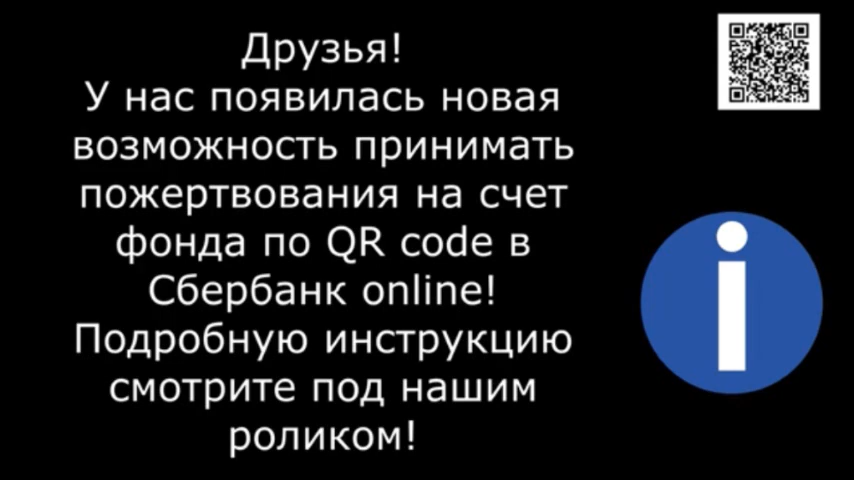 Друзья!
У нас появилась новая
возможность принимать
пожертвования на счет
фонда по QR code в
Сбербанк online!
Подробную инструкцию
смотрите под нашим
роликом!
i